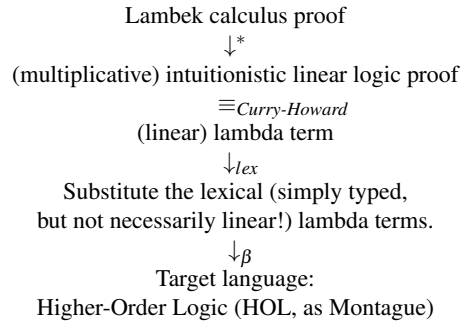 Lambek calculus proof
↓*
(multiplicative) intuitionistic linear logic proof
≡Curry-Howard
(linear) lambda term
↓lex
Substitute the lexical (simply typed,
but not necessarily linear!) lambda terms.
↓β
Target language:
Higher-Order Logic (HOL, as Montague)